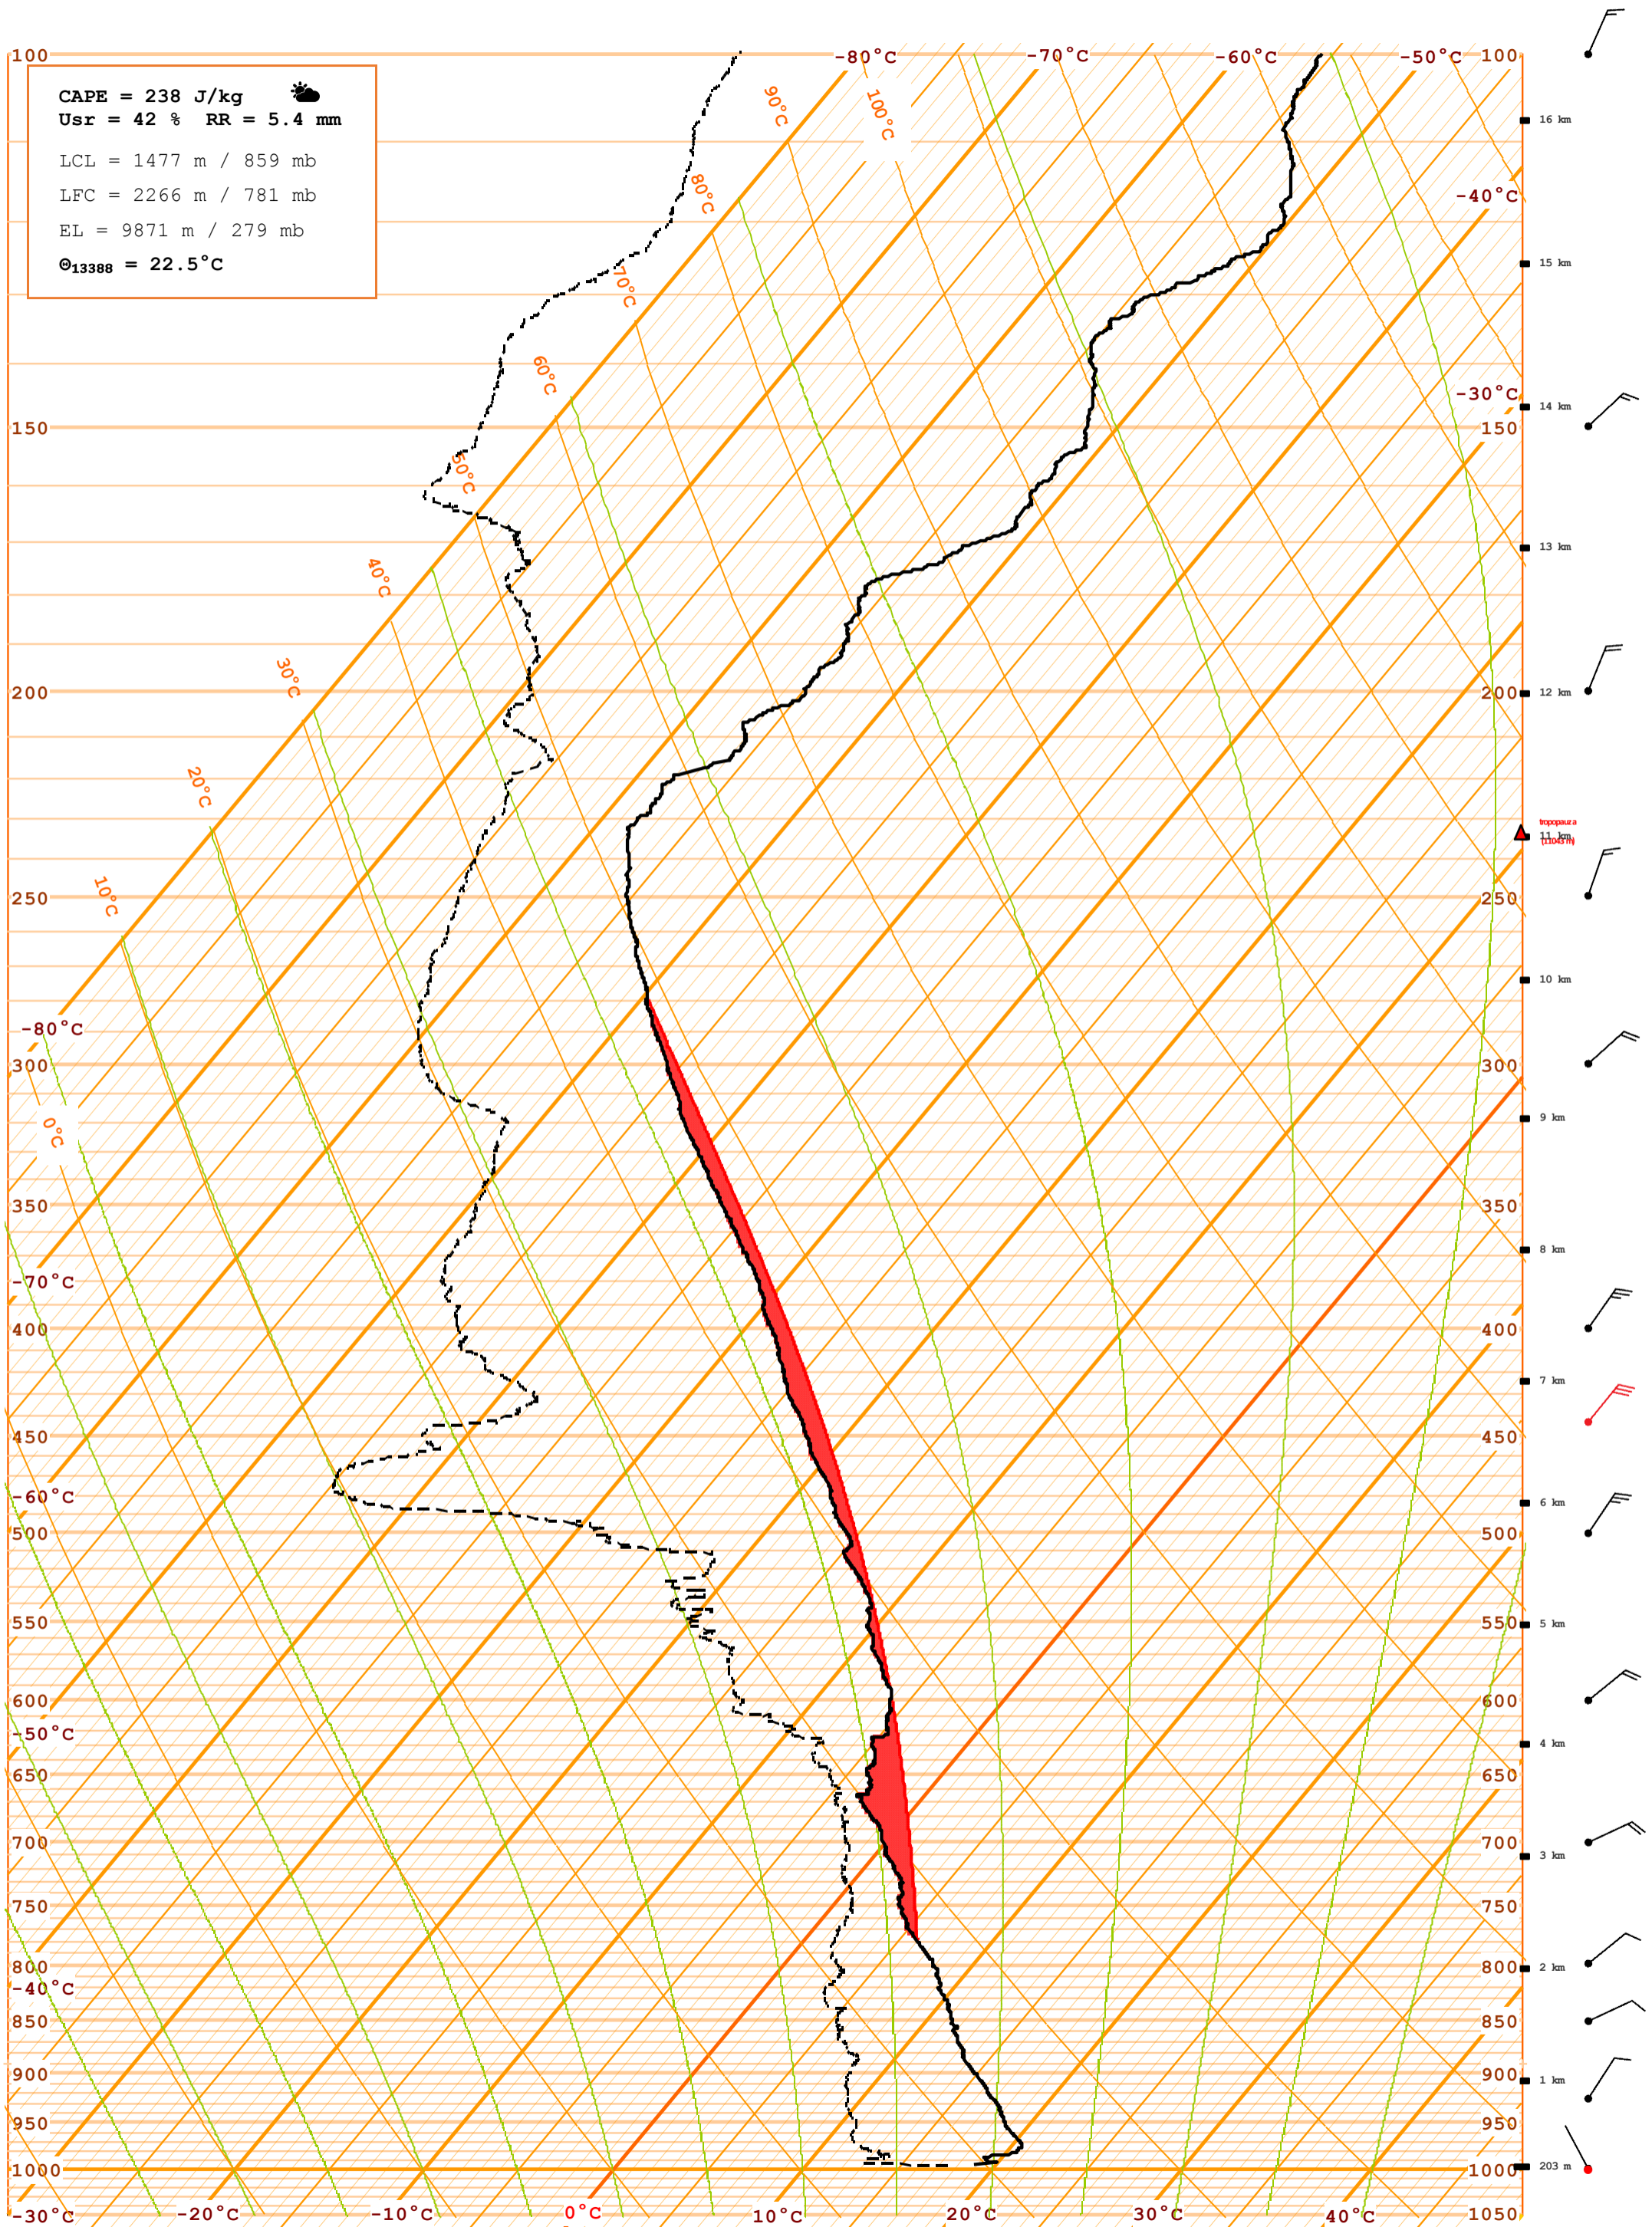 100 -80°C -70°C -60°C -50°C 100
CAPE = 238 J/kg
Usr = 42 % RR = 5.4 mm
LCL = 1477 m / 859 mb
LFC = 2266 m / 781 mb
EL = 9871 m / 279 mb
Θ13388 = 22.5°C
90°C 100°C
16 km
80°C -40°C
15 km
70°C
60°C -30°C
14 km
150 150
50°C
13 km
40°C
30°C
200 200 12 km
20°C
tropopauza
11 km
(11043 m)
10°C
250 250
10 km
-80°C
300 300
0°C 9 km
350 350
8 km
-70°C
400 400
7 km
450 450
-60°C 6 km
500 500
550 550 5 km
600 600
-50°C 4 km
650 650
700 700
3 km
750 750
800 800 2 km
-40°C
850 850
900 900
1 km
950 950
1000 1000 203 m
-30°C -20°C -10°C 0°C 10°C 20°C 30°C 40°C 1050